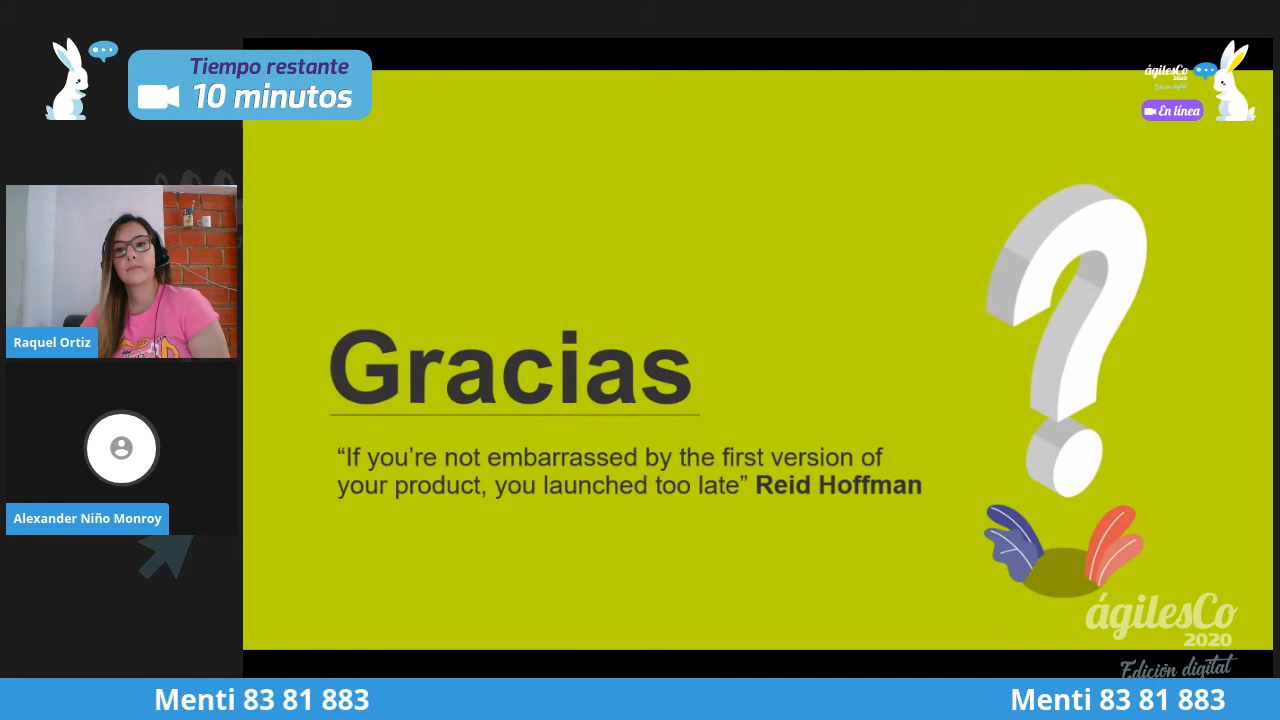 Tiempo restante
10 minutos
ágilesCo
2020
Edición digital
En línea
Raquel Ortiz
Alexander Niño Monroy
Gracias
“If you’re not embarrassed by the first version of
your product, you launched too late” Reid Hoffman
ágilesCo
2020
Edición digital
Menti 83 81 883
Menti 83 81 883